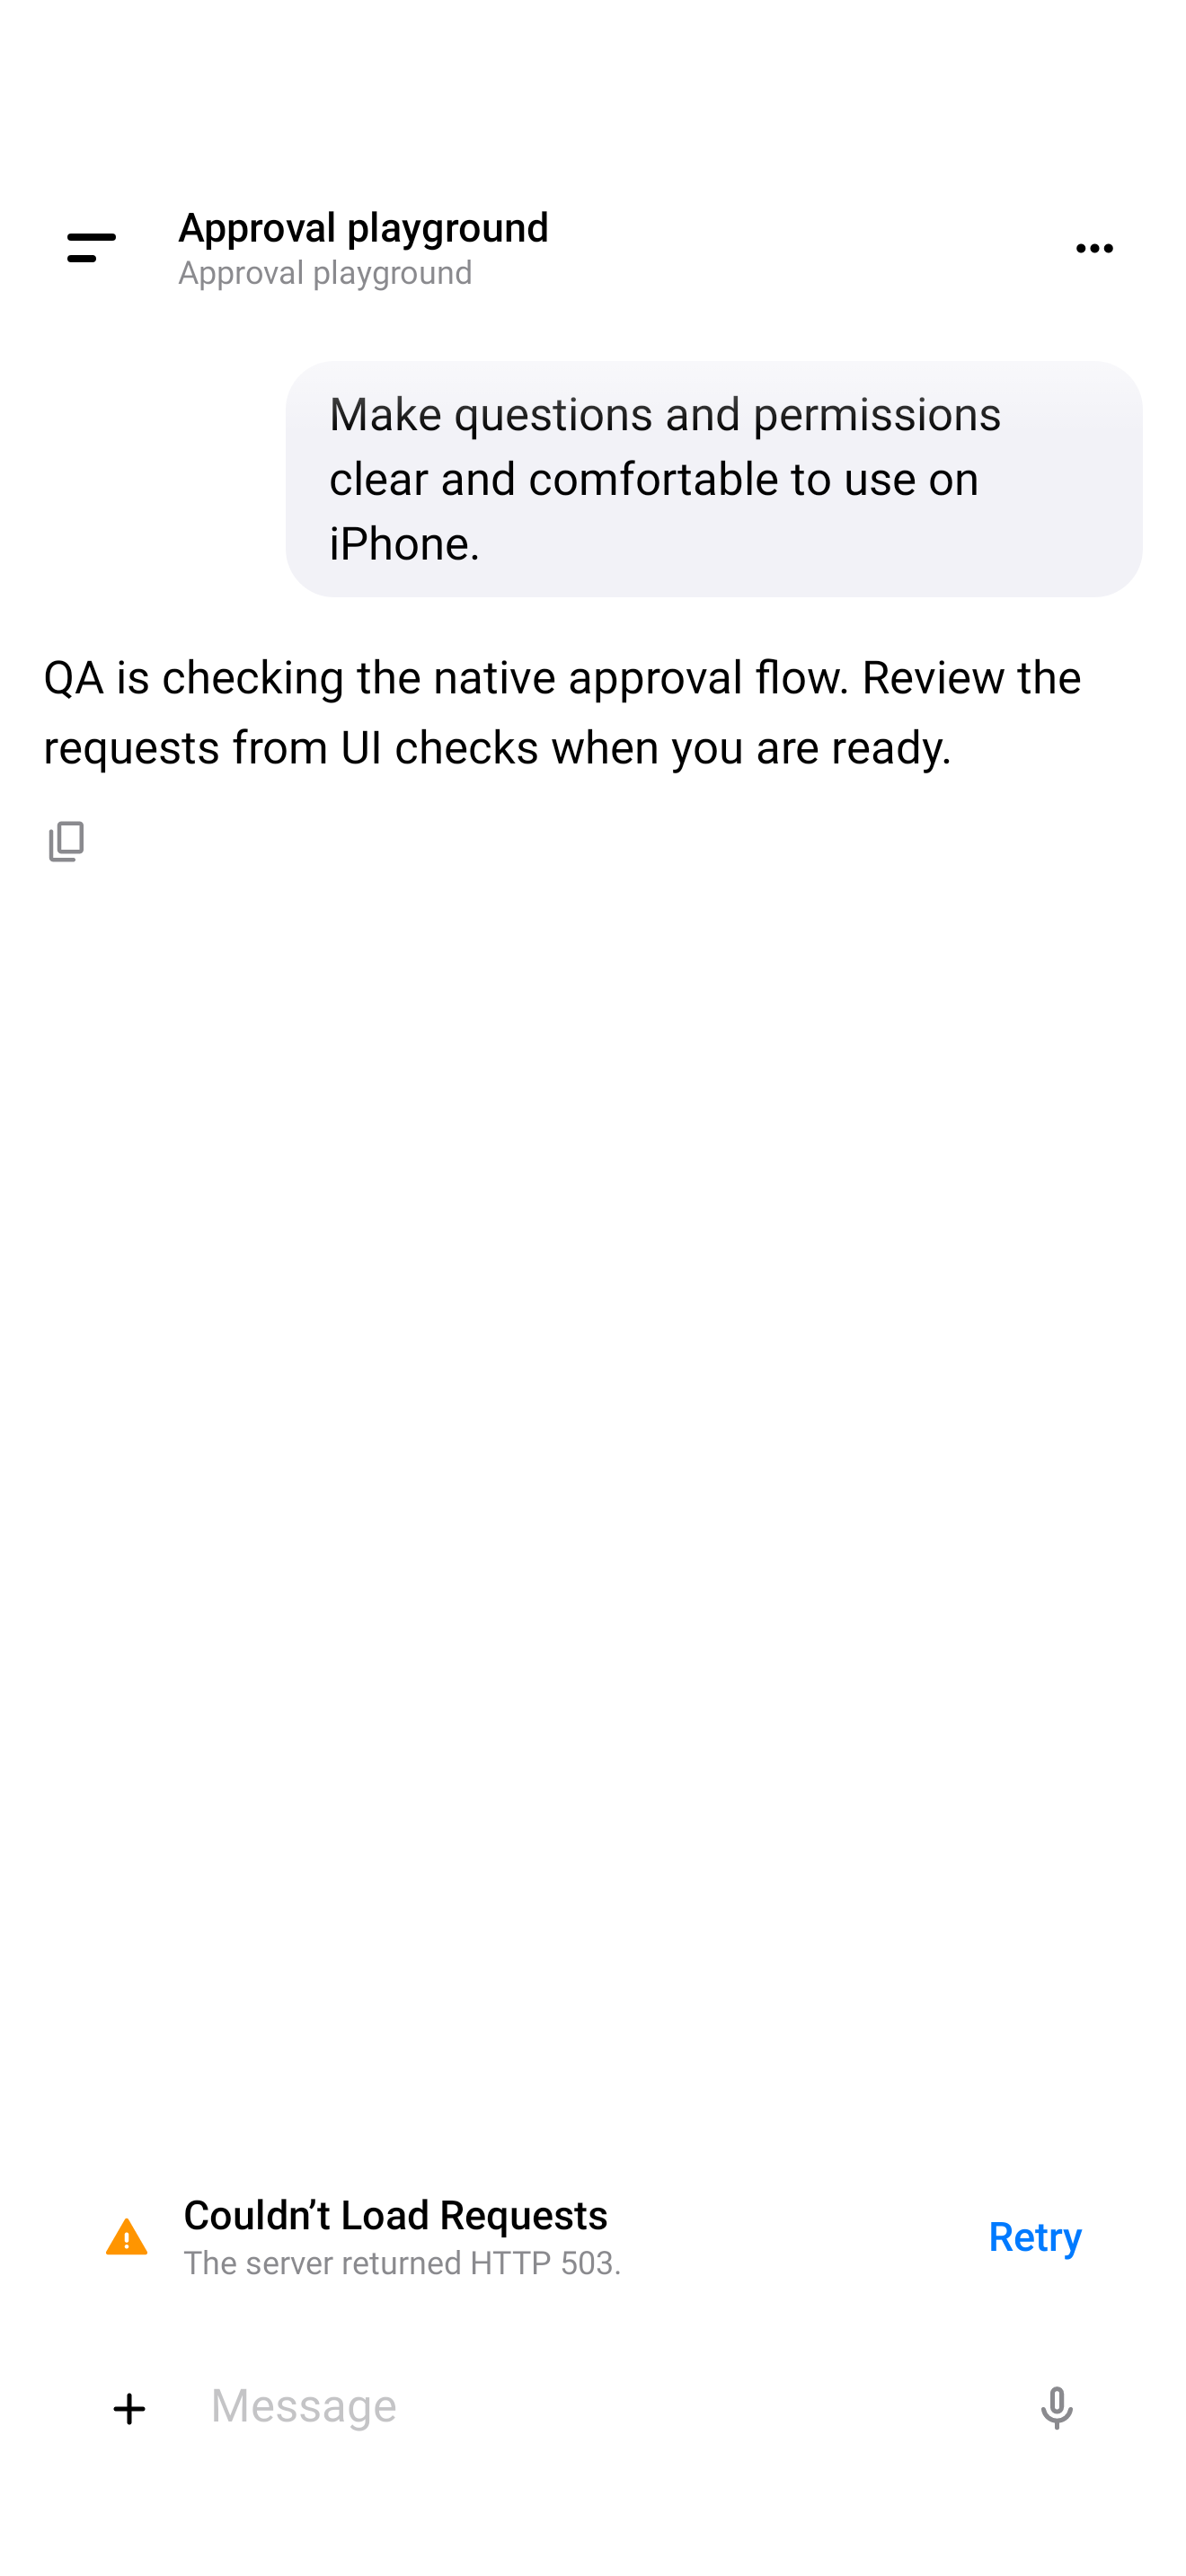 Approval playground
Approval playground
Make questions and permissions
clear and comfortable to use on
iPhone.
QA is checking the native approval flow. Review the
requests from UI checks when you are ready.
Couldn’t Load Requests
The server returned HTTP 503.
Retry
Message